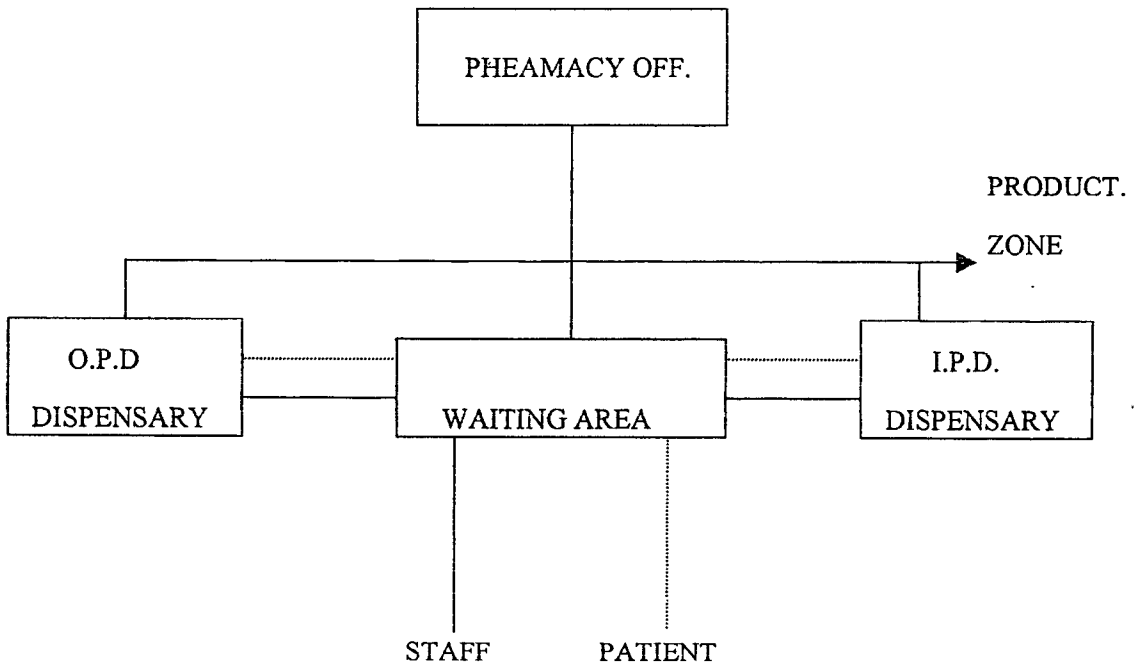 PHEAMACY OFF.
PRODUCT.
ZONE
O.P.D
DISPENSARY
WAITING AREA
I.P.D.
DISPENSARY
STAFF
PATIENT